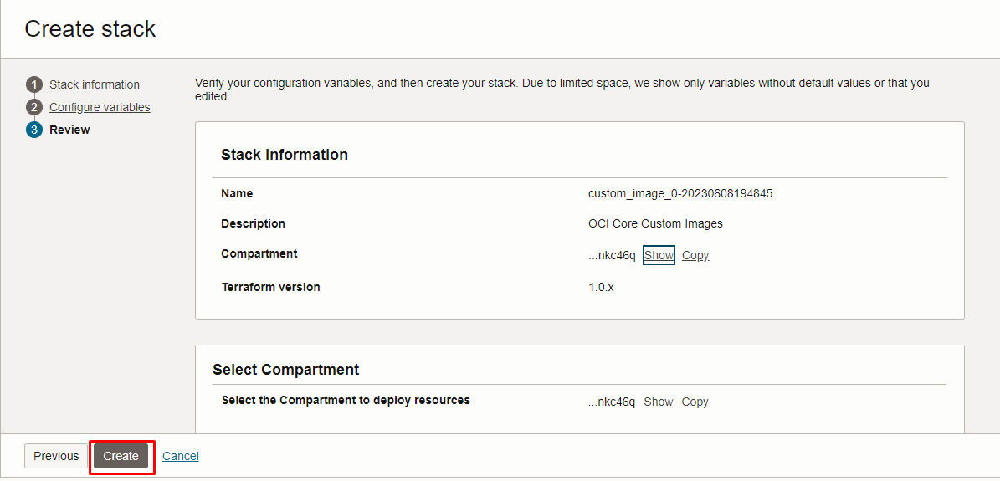 Create stack
1 Stack information
2 Configure variables
3 Review
Verify your configuration variables, and then create your stack. Due to limited space, we show only variables without default values or that you
edited.
Stack information
Name custom_image_0-20230608194845
Description OCI Core Custom Images
Compartment ...nkc46q Show Copy
Terraform version 1.0.x
Select Compartment
Select the Compartment to deploy resources ...nkc46q Show Copy
Previous Create Cancel